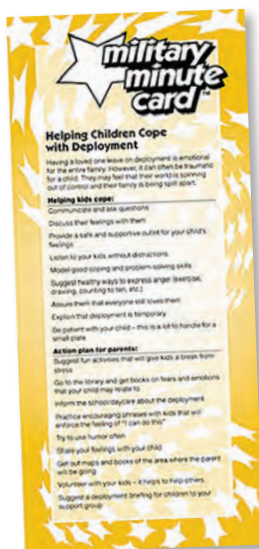 military
minute
card™
Helping Children Cope
with Deployment
Having a loved one leave on deployment is emotional
for the entire family. However, it can often be traumatic
for a child. They may feel that their world is spinning
out of control and their family is being split apart.
Helping kids cope:
Communicate and ask questions
Discuss their feelings with them
Provide a safe and supportive outlet for your child's
feelings
Listen to your kids, without distractions
Model good coping and problem-solving skills
Suggest healthy ways to express anger (exercise,
drawing, counting to ten, etc.)
Assure them that everyone still loves them
Explain that deployment is temporary
Be patient with your child – this is a lot to handle for a
small plate
Action plan for parents:
Suggest fun activities that will give kids a break from
stress
Go to the library and get books on fears and emotions
that your child may relate to
Inform the school/daycare about the deployment
Practice encouraging phrases with kids that will
enforce the feeling of "I can do this"
Try to use humor often
Share your feelings with your child
Get out maps and books of the area where the parent
will be going
Volunteer with your kids – it helps to help others
Suggest a deployment briefing for children to your
support group